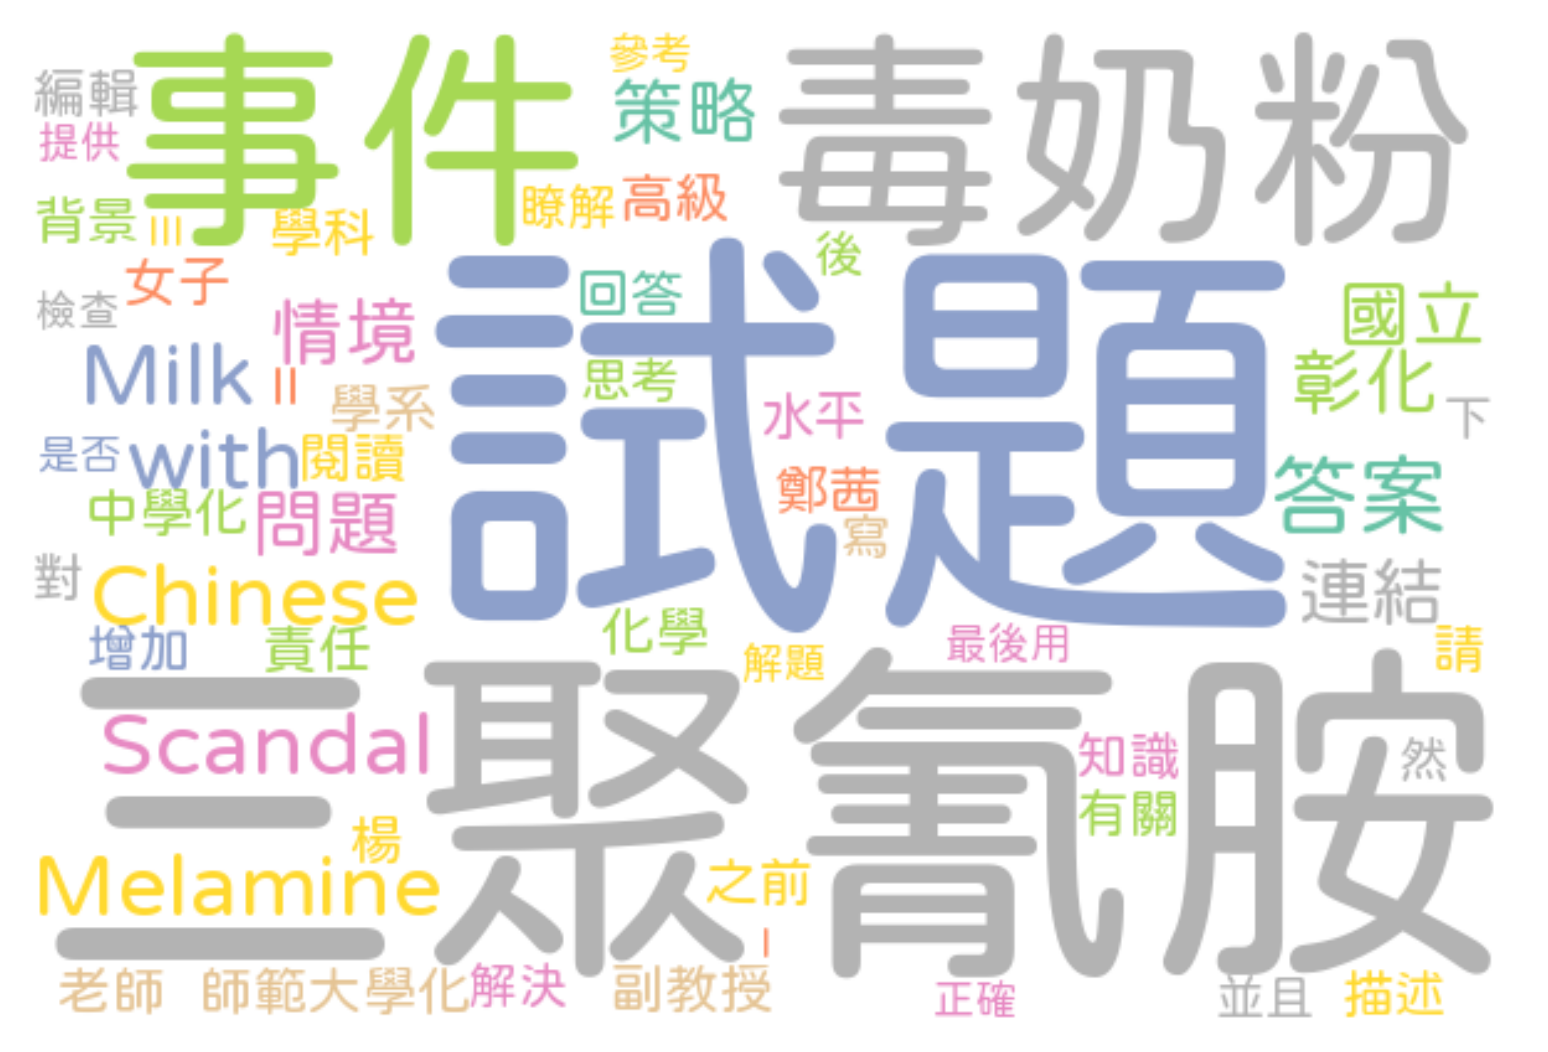 事件
毒奶粉
參考
編輯
策略
提供
高級
瞭解
背景
III
學科
後
女子
回答
試題
國立
檢查
情境
Milk
II
思考
彰化
學系
水平
下
是否
with
閱讀
鄭茜
答案
中學化
問題
寫
對
Chinese
連結
增加
責任
化學
解題
最後用
請
三聚氰胺
Scandal
知識
然
有關
楊
Melamine
之前
I
老師
師範大學化
解決
副教授
正確
並且
描述